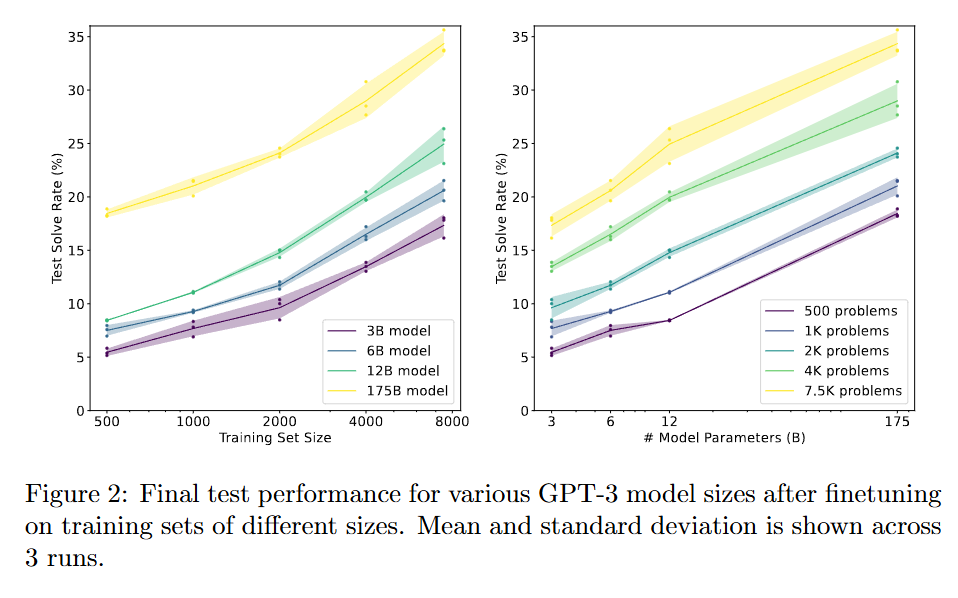 35
30
25
20
15
10
5
0
Test Solve Rate (%)
500
1000
2000
4000
8000
Training Set Size
3B model
6B model
12B model
175B model
35
30
25
20
15
10
5
0
Test Solve Rate (%)
3
6
12
175
# Model Parameters (B)
500 problems
1K problems
2K problems
4K problems
7.5K problems
Figure 2: Final test performance for various GPT-3 model sizes after finetuning
on training sets of different sizes. Mean and standard deviation is shown across
3 runs.